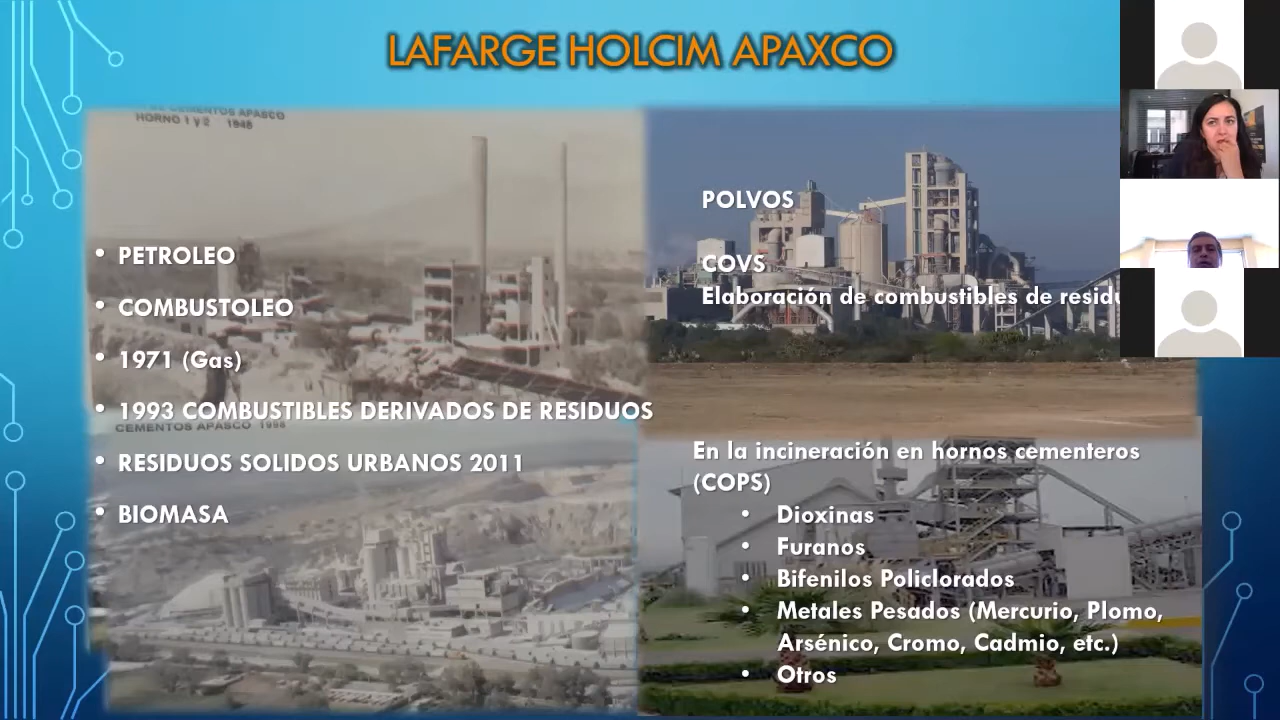 LAFARGE HOLCIM APAXCO
CEMENTOS APASCO
HORNO 1 y 2 1948
• PETROLEO
• COMBUSTOLEO
• 1971 (Gas)
• 1993 COMBUSTIBLES DERIVADOS DE RESIDUOS
CEMENTOS APASCO 1998
• RESIDUOS SOLIDOS URBANOS 2011
• BIOMASA
POLVOS
COVS
Elaboración de combustibles de residu
En la incineración en hornos cementeros
(COPS)
• Dioxinas
• Furanos
• Bifenilos Policlorados
• Metales Pesados (Mercurio, Plomo,
Arsénico, Cromo, Cadmio, etc.)
• Otros